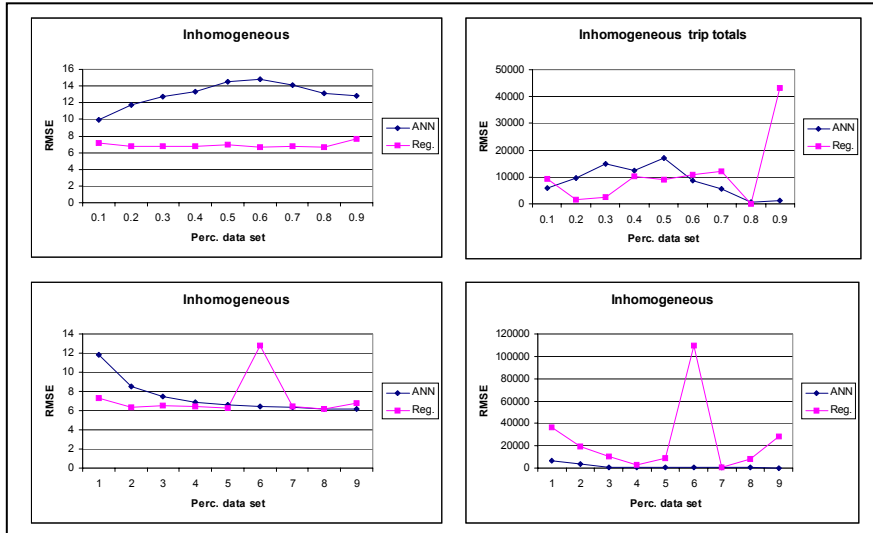 Inhomogeneous
16
14
12
10
8
6
4
2
0
RMSE
0.1 0.2 0.3 0.4 0.5 0.6 0.7 0.8 0.9
Perc. data set
ANN
Reg.
Inhomogeneous trip totals
50000
40000
30000
20000
10000
0
RMSE
0.1 0.2 0.3 0.4 0.5 0.6 0.7 0.8 0.9
Perc. data set
ANN
Reg.
Inhomogeneous
14
12
10
8
6
4
2
0
RMSE
1 2 3 4 5 6 7 8 9
Perc. data set
ANN
Reg.
Inhomogeneous
120000
100000
80000
60000
40000
20000
0
RMSE
1 2 3 4 5 6 7 8 9
Perc. data set
ANN
Reg.